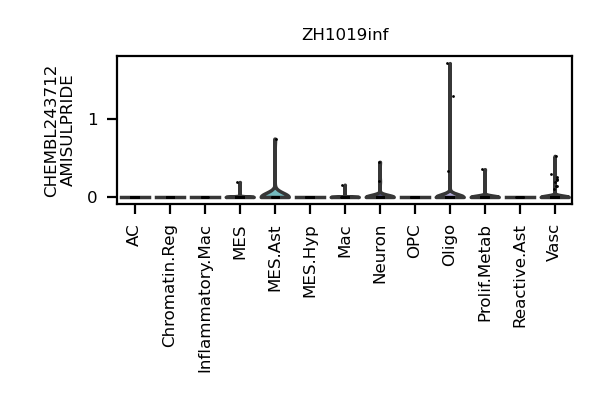 ZH1019inf
CHEMBL243712
AMISULPRIDE
1
0
AC
Chromatin.Reg
Inflammatory.Mac
MES
MES.Ast
MES.Hyp
Mac
Neuron
OPC
Oligo
Prolif.Metab
Reactive.Ast
Vasc